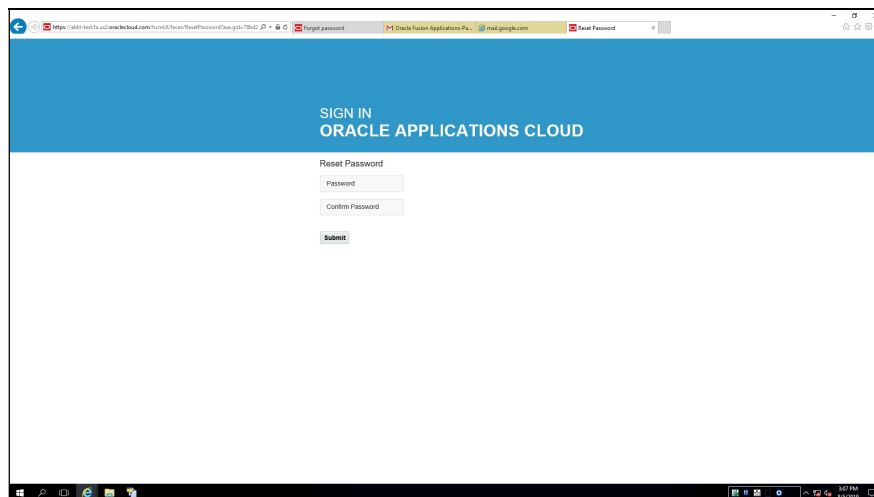 Forgot password
Oracle Fusion Applications-Pa...
mail.google.com
Reset Password
SIGN IN
ORACLE APPLICATIONS CLOUD
Reset Password
Password
Confirm Password
Submit
3:07 PM